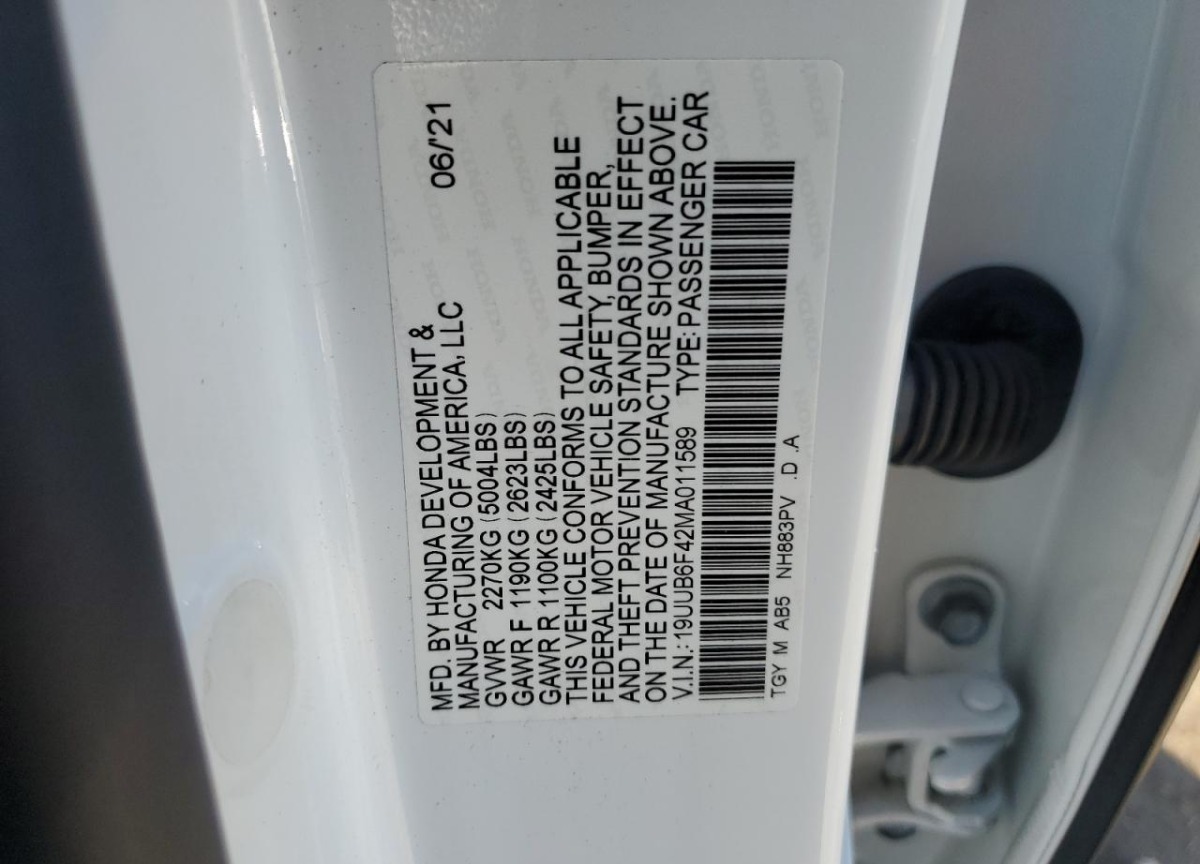 MFD. BY HONDA DEVELOPMENT & 06/'21
MANUFACTURING OF AMERICA, LLC
GVWR 2270KG (5004LBS)
GAWR F 1190KG (2623LBS)
GAWR R 1100KG (2425LBS)
THIS VEHICLE CONFORMS TO ALL APPLICABLE
FEDERAL MOTOR VEHICLE SAFETY, BUMPER,
AND THEFT PREVENTION STANDARDS IN EFFECT
ON THE DATE OF MANUFACTURE SHOWN ABOVE.
V.I.N.: 19UUB6F42MA011589 TYPE: PASSENGER CAR
TGY M AB5 NH883PV .D .A